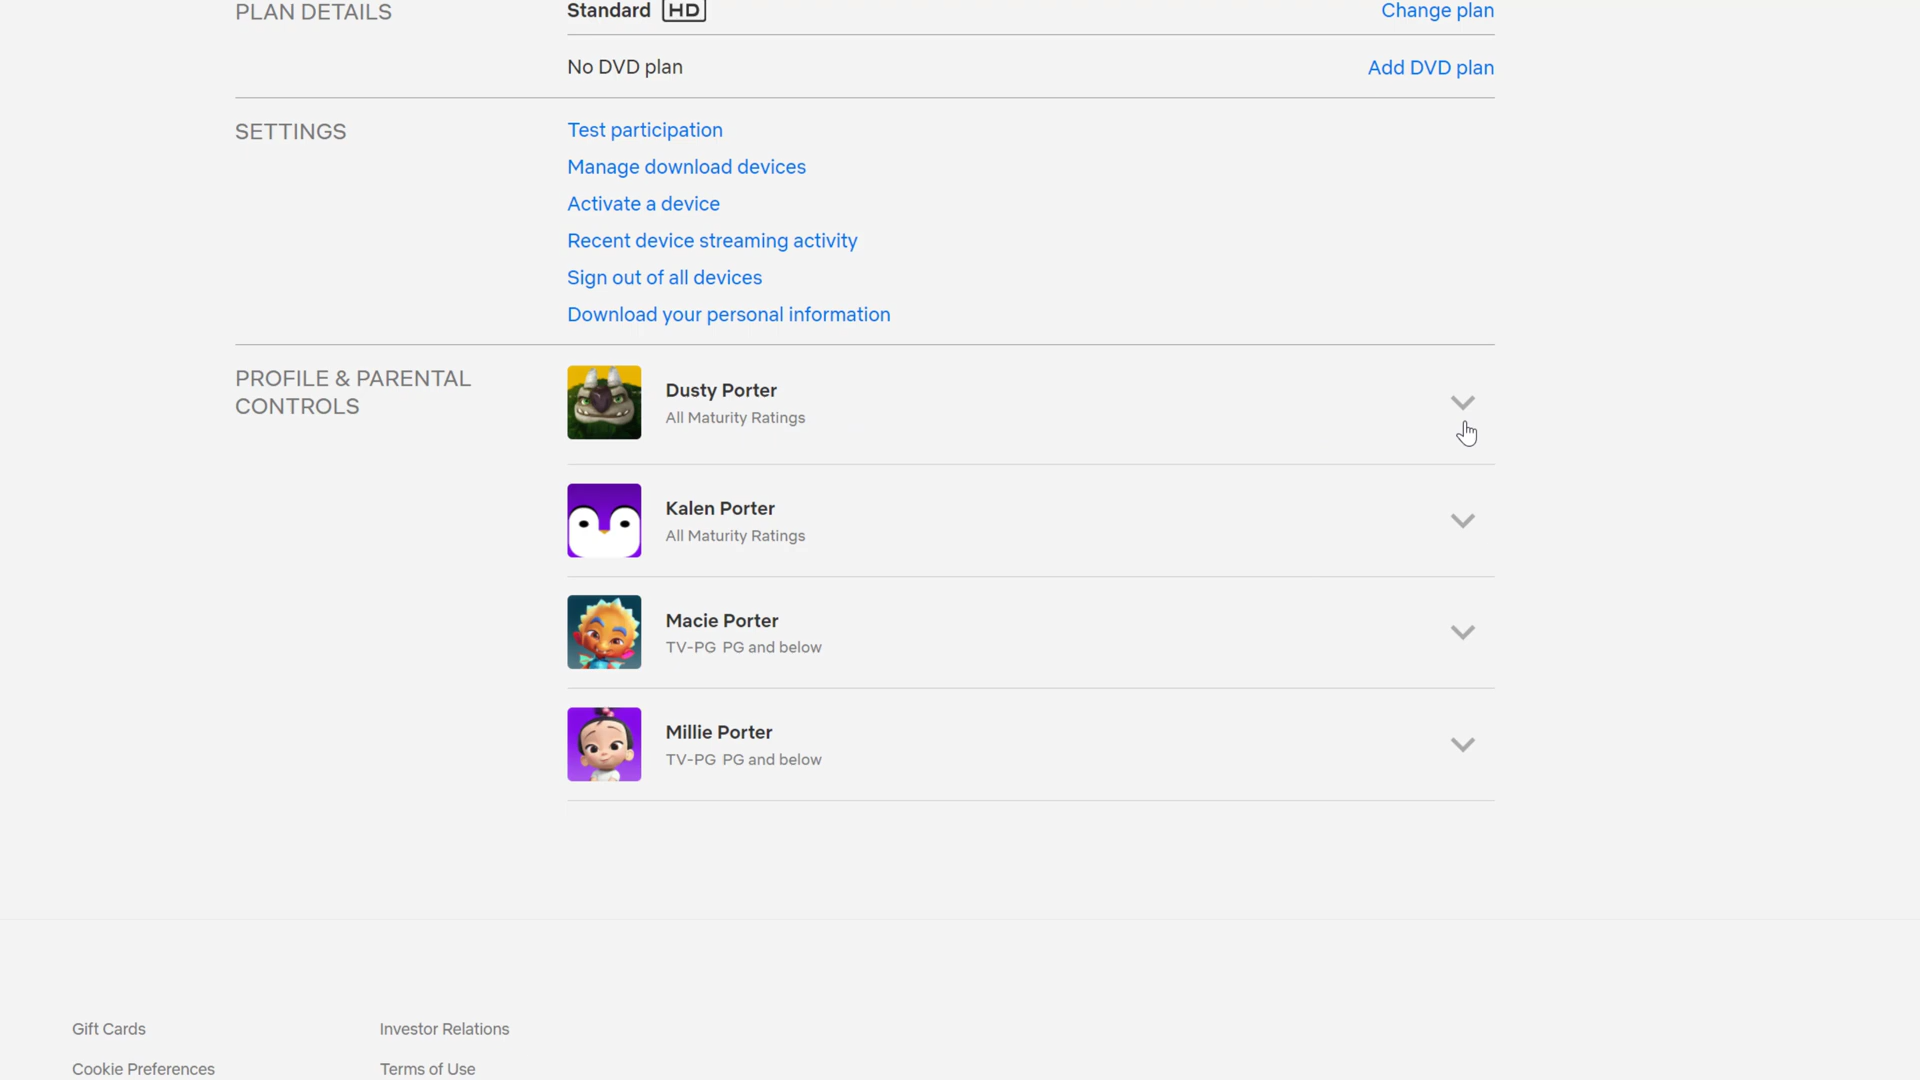 PLAN DETAILS
Standard HD
Change plan
No DVD plan
Add DVD plan
SETTINGS
Test participation
Manage download devices
Activate a device
Recent device streaming activity
Sign out of all devices
Download your personal information
PROFILE & PARENTAL
CONTROLS
Dusty Porter
All Maturity Ratings
Kalen Porter
All Maturity Ratings
Macie Porter
TV-PG PG and below
Millie Porter
TV-PG PG and below
Gift Cards
Investor Relations
Cookie Preferences
Terms of Use